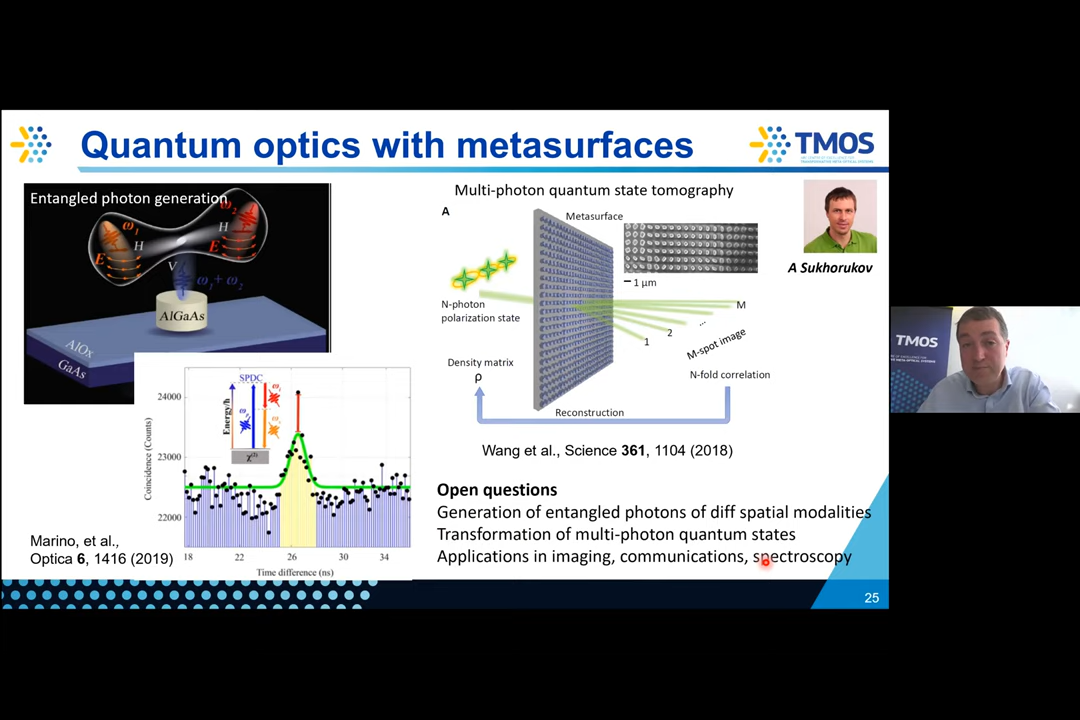 Quantum optics with metasurfaces
TMOS
Entangled photon generation
ω1
ω2
H
H
E
E
V
ω1 + ω2
AlGaAs
AlOx
GaAs
SPDC
Energy/ħ
χ(2)
24000
23000
22000
Coincidence (Counts)
18
22
26
30
34
Time difference (ns)
Marino, et al.,
Optica 6, 1416 (2019)
Multi-photon quantum state tomography
A
Metasurface
1 µm
N-photon
polarization state
M
...
2
1
M-spot image
Density matrix
ρ
N-fold correlation
Reconstruction
Wang et al., Science 361, 1104 (2018)
A Sukhorukov
Open questions
Generation of entangled photons of diff spatial modalities
Transformation of multi-photon quantum states
Applications in imaging, communications, spectroscopy
25
TMOS